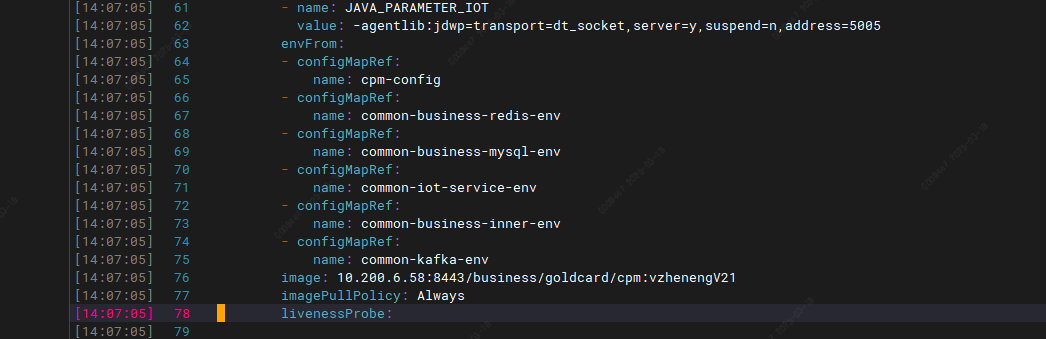 [14:07:05] 61 - name: JAVA_PARAMETER_IOT
[14:07:05] 62 value: -agentlib:jdwp=transport=dt_socket,server=y,suspend=n,address=5005
[14:07:05] 63 envFrom:
[14:07:05] 64 - configMapRef:
[14:07:05] 65 name: cpm-config
[14:07:05] 66 - configMapRef:
[14:07:05] 67 name: common-business-redis-env
[14:07:05] 68 - configMapRef:
[14:07:05] 69 name: common-business-mysql-env
[14:07:05] 70 - configMapRef:
[14:07:05] 71 name: common-iot-service-env
[14:07:05] 72 - configMapRef:
[14:07:05] 73 name: common-business-inner-env
[14:07:05] 74 - configMapRef:
[14:07:05] 75 name: common-kafka-env
[14:07:05] 76 image: 10.200.6.58:8443/business/goldcard/cpm:vzhenengV21
[14:07:05] 77 imagePullPolicy: Always
[14:07:05] 78 livenessProbe:
[14:07:05] 79